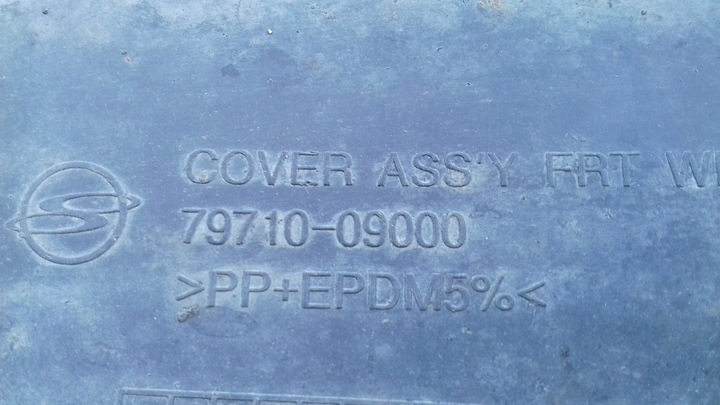 COVER ASS'Y FRT
79710-09000
>PP+EPDM5%<